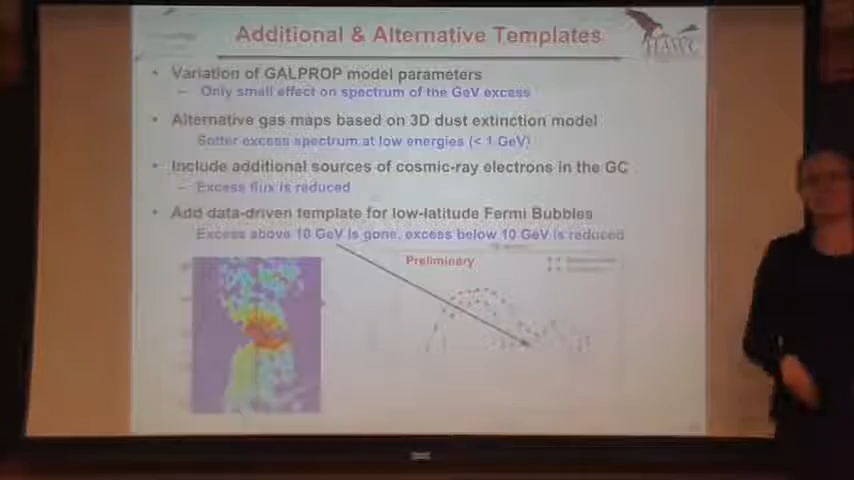 Additional & Alternative Templates
HAWC
• Variation of GALPROP model parameters
– Only small effect on spectrum of the GeV excess
• Alternative gas maps based on 3D dust extinction model
Softer excess spectrum at low energies (< 1 GeV)
• Include additional sources of cosmic-ray electrons in the GC
– Excess flux is reduced
• Add data-driven template for low-latitude Fermi Bubbles
Excess above 10 GeV is gone, excess below 10 GeV is reduced
Preliminary